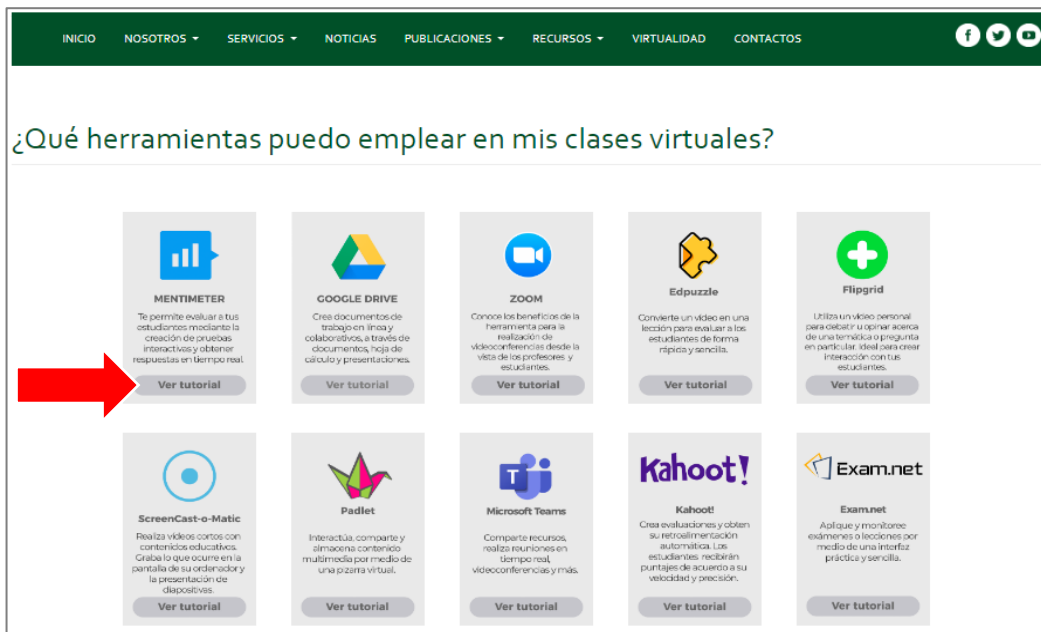 INICIO NOSOTROS SERVICIOS NOTICIAS PUBLICACIONES RECURSOS VIRTUALIDAD CONTACTOS
¿Qué herramientas puedo emplear en mis clases virtuales?
MENTIMETER
Te permite evaluar a tus
estudiantes mediante la
creación de pruebas
interactivas y obtener
respuestas en tiempo real.
Ver tutorial
GOOGLE DRIVE
Crea documentos de
trabajo en línea y
colaborativos, a través de
documentos, hoja de
cálculo y presentaciones.
Ver tutorial
ZOOM
Conoce los beneficios de la
herramienta para la
realización de
videoconferencias desde la
vista de los profesores y
estudiantes.
Ver tutorial
Edpuzzle
Convierte un video en una
lección para evaluar a los
estudiantes de forma
rápida y sencilla.
Ver tutorial
Flipgrid
Utiliza un video personal
para debatir u opinar acerca
de una temática o pregunta
en particular. Ideal para crear
interacción con tus
estudiantes.
Ver tutorial
ScreenCast-o-Matic
Realiza videos cortos con
contenidos educativos.
Graba lo que ocurre en la
pantalla de su ordenador y
la presentación de
diapositivas.
Ver tutorial
Padlet
Interactúa, comparte y
almacena contenido
multimedia por medio de
una pizarra virtual.
Ver tutorial
T
Microsoft Teams
Comparte recursos,
realiza reuniones en
tiempo real,
videoconferencias y más.
Ver tutorial
Kahoot!
Kahoot!
Crea evaluaciones y obten
su retroalimentación
automática. Los
estudiantes recibirán
puntajes de acuerdo a su
velocidad y precisión.
Ver tutorial
Exam.net
Exam.net
Aplique y monitoree
exámenes o lecciones por
medio de una interfaz
práctica y sencilla.
Ver tutorial